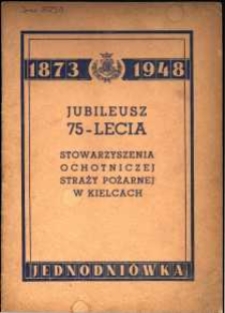 1873 1948
JUBILEUSZ
75-LECIA
STOWARZYSZENIA
OCHOTNICZEJ
STRAŻY POŻARNEJ
W KIELCACH
JEDNODNIÓWKA